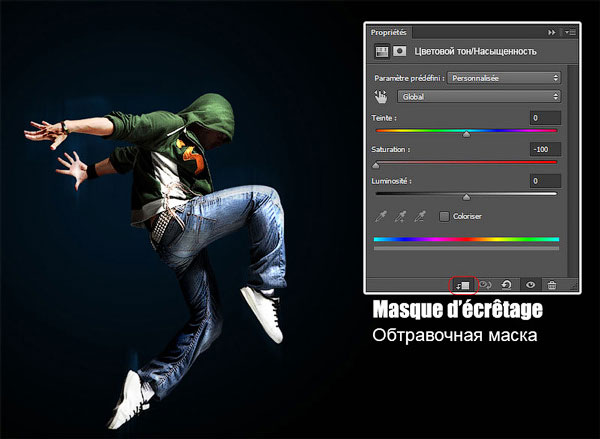 Propriétés
Цветовой тон/Насыщенность
Paramètre prédéfini : Personnalisée
Global
Teinte : 0
Saturation : -100
Luminosité : 0
Coloriser
Masque d'écrêtage
Обтравочная маска